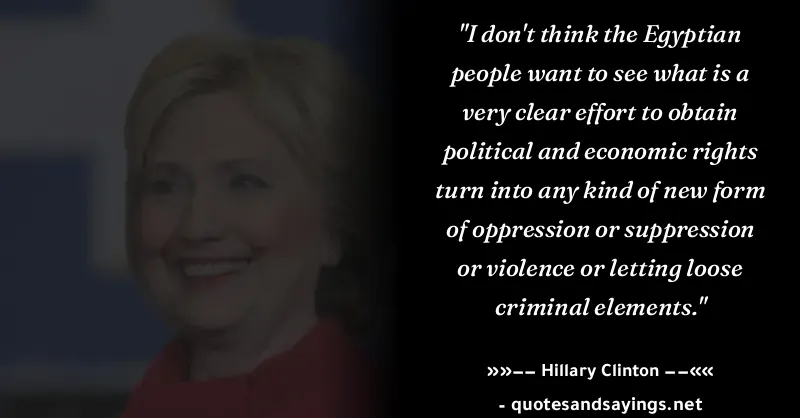 "I don't think the Egyptian
people want to see what is a
very clear effort to obtain
political and economic rights
turn into any kind of new form
of oppression or suppression
or violence or letting loose
criminal elements."
»»–– Hillary Clinton ––««
- quotesandsayings.net